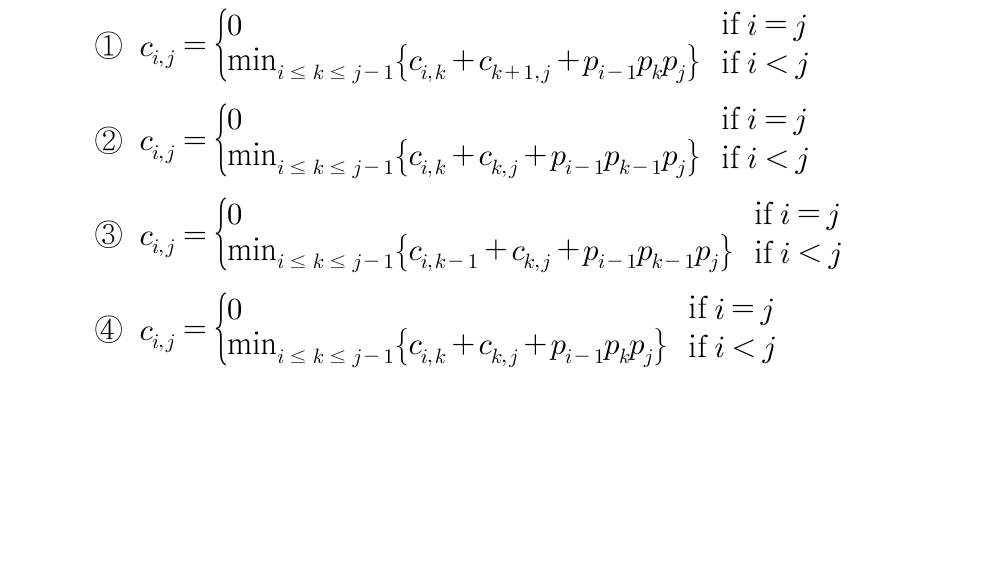 ① c_{i,j} = { 0 if i = j
min_{i ≤ k ≤ j−1}{c_{i,k} + c_{k+1,j} + p_{i−1}p_kp_j} if i < j
② c_{i,j} = { 0 if i = j
min_{i ≤ k ≤ j−1}{c_{i,k} + c_{k,j} + p_{i−1}p_{k−1}p_j} if i < j
③ c_{i,j} = { 0 if i = j
min_{i ≤ k ≤ j−1}{c_{i,k−1} + c_{k,j} + p_{i−1}p_{k−1}p_j} if i < j
④ c_{i,j} = { 0 if i = j
min_{i ≤ k ≤ j−1}{c_{i,k} + c_{k,j} + p_{i−1}p_kp_j} if i < j